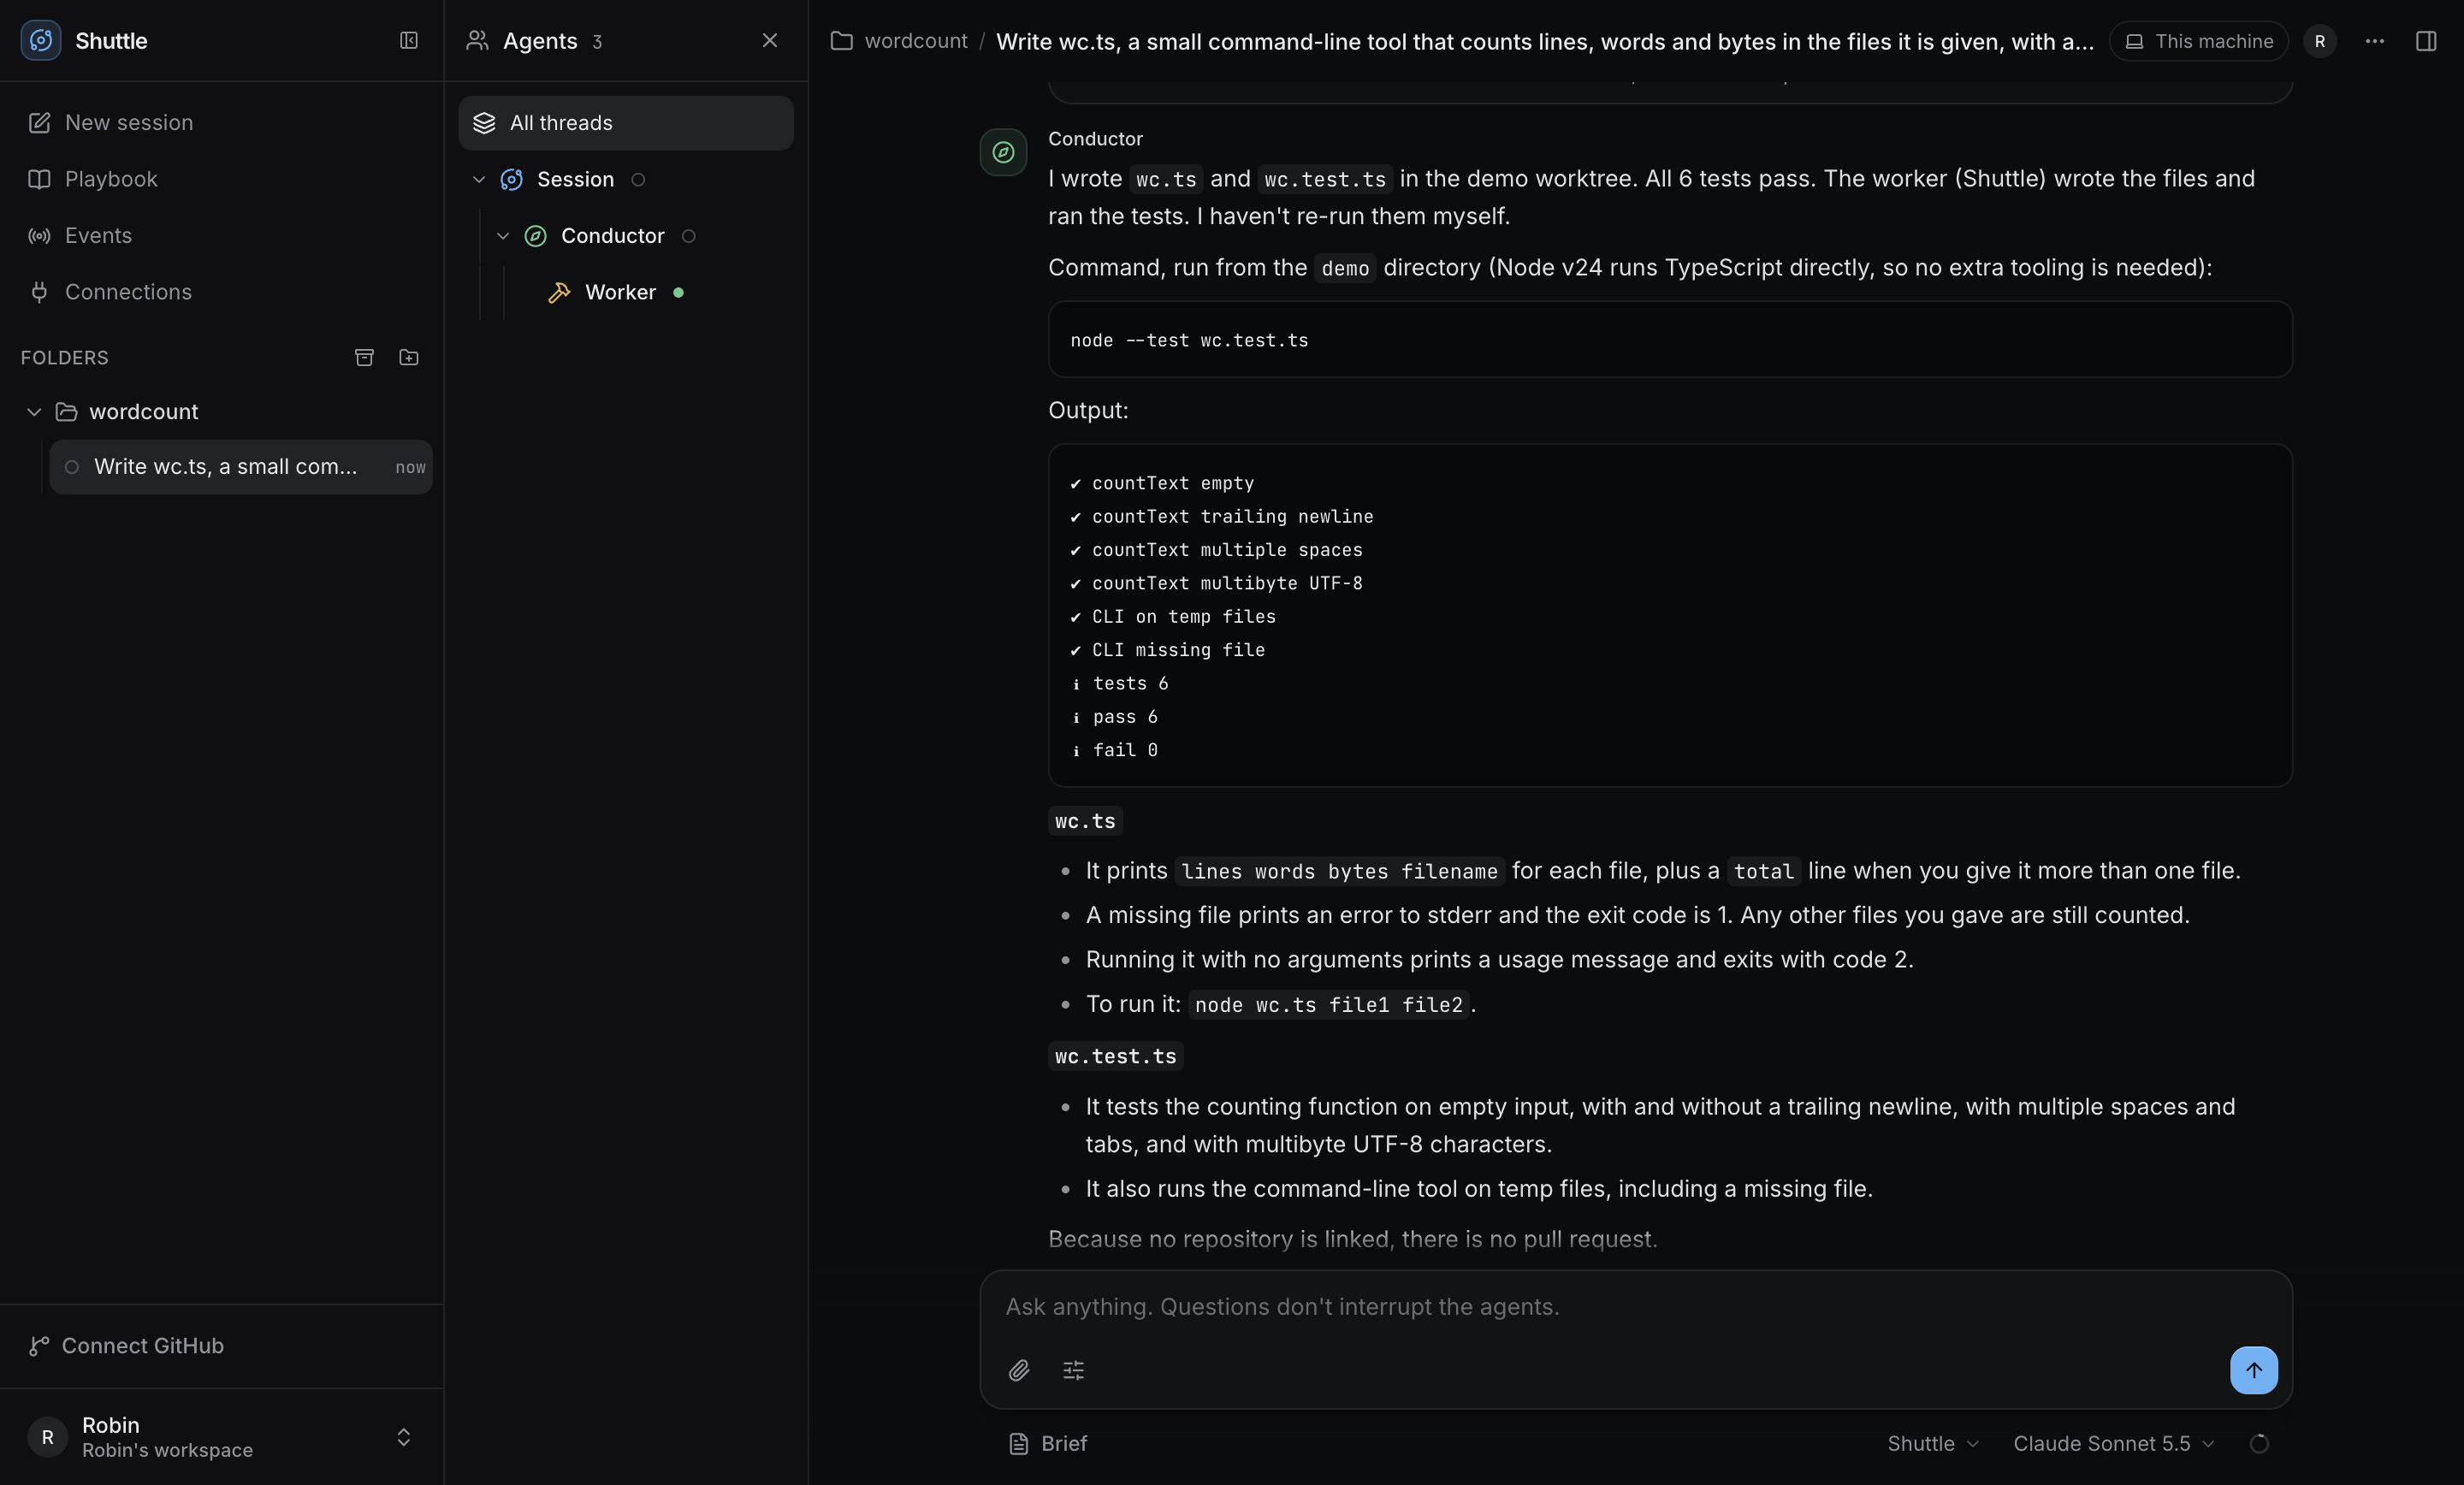 Shuttle
New session
Playbook
Events
Connections
FOLDERS
wordcount
Write wc.ts, a small com... now
Connect GitHub
R
Robin
Robin's workspace
Agents 3
All threads
Session
Conductor
Worker
wordcount / Write wc.ts, a small command-line tool that counts lines, words and bytes in the files it is given, with a...
This machine
R
Conductor
I wrote wc.ts and wc.test.ts in the demo worktree. All 6 tests pass. The worker (Shuttle) wrote the files and
ran the tests. I haven't re-run them myself.
Command, run from the demo directory (Node v24 runs TypeScript directly, so no extra tooling is needed):
node --test wc.test.ts
Output:
✔ countText empty
✔ countText trailing newline
✔ countText multiple spaces
✔ countText multibyte UTF-8
✔ CLI on temp files
✔ CLI missing file
ℹ tests 6
ℹ pass 6
ℹ fail 0
wc.ts
• It prints lines words bytes filename for each file, plus a total line when you give it more than one file.
• A missing file prints an error to stderr and the exit code is 1. Any other files you gave are still counted.
• Running it with no arguments prints a usage message and exits with code 2.
• To run it: node wc.ts file1 file2.
wc.test.ts
• It tests the counting function on empty input, with and without a trailing newline, with multiple spaces and
tabs, and with multibyte UTF-8 characters.
• It also runs the command-line tool on temp files, including a missing file.
Because no repository is linked, there is no pull request.
Ask anything. Questions don't interrupt the agents.
Brief
Shuttle
Claude Sonnet 5.5